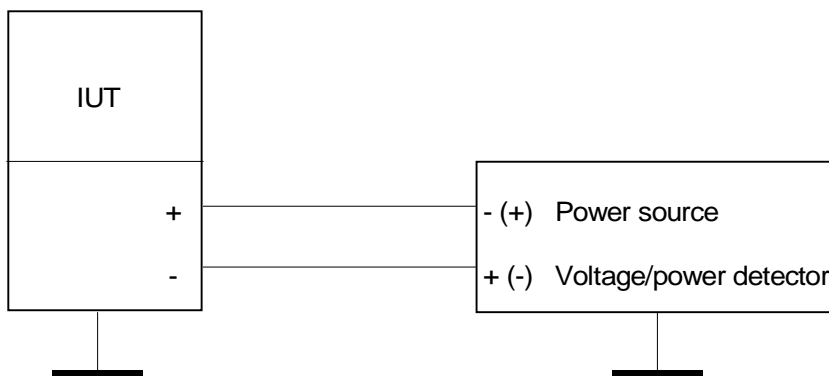 IUT
+
- (+) Power source
-
+ (-) Voltage/power detector